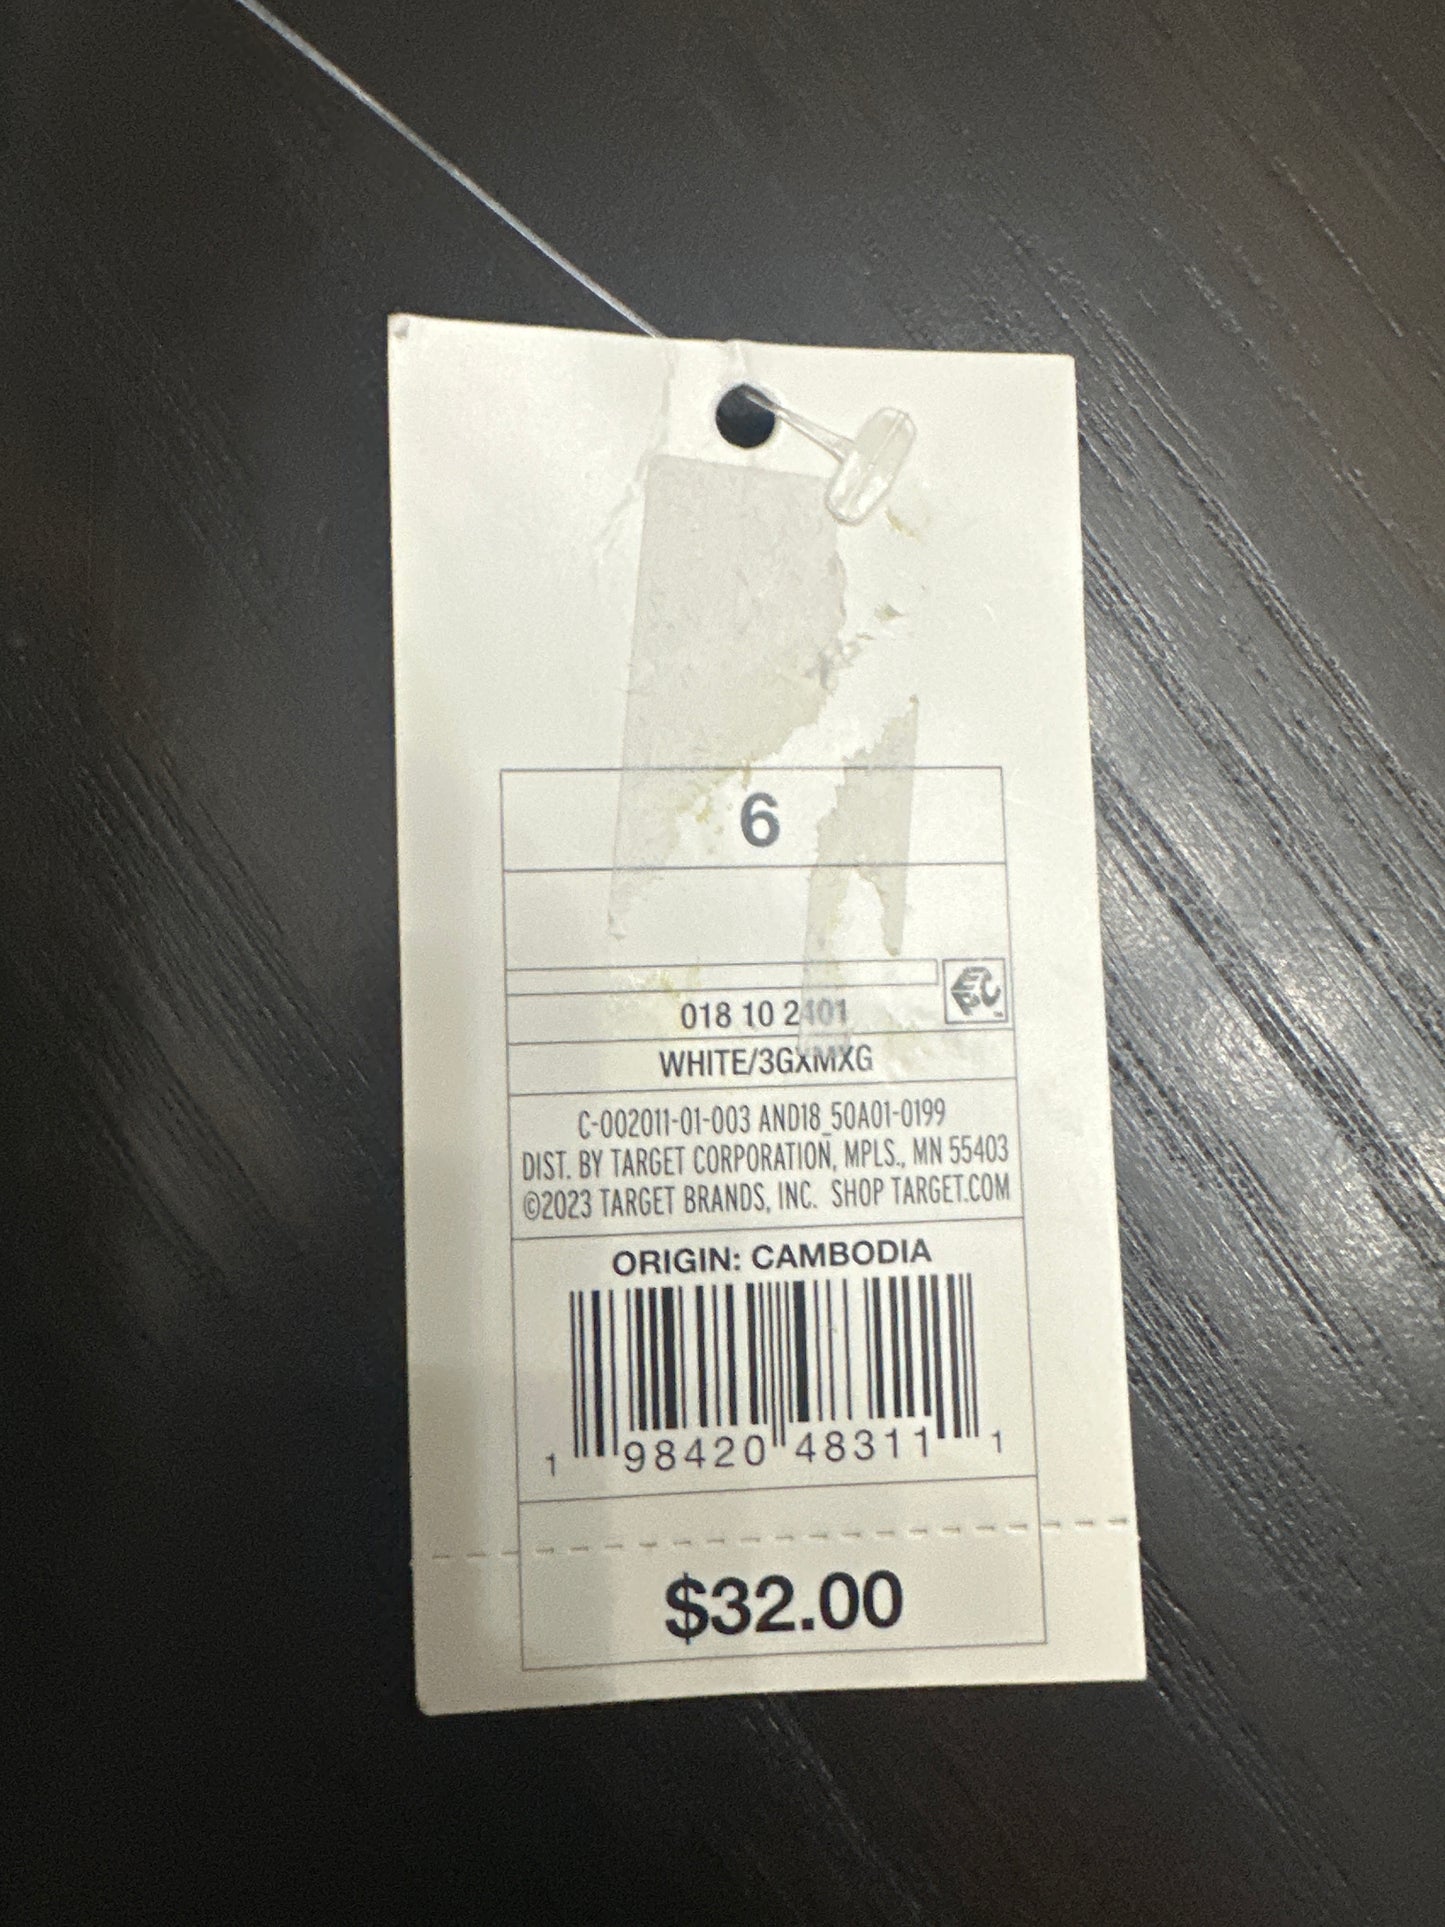 6
018 10 2401
WHITE/3GXMXG
C-002011-01-003 AND18_50A01-0199
DIST. BY TARGET CORPORATION, MPLS., MN 55403
©2023 TARGET BRANDS, INC. SHOP TARGET.COM
ORIGIN: CAMBODIA
1 98420 48311 1
$32.00